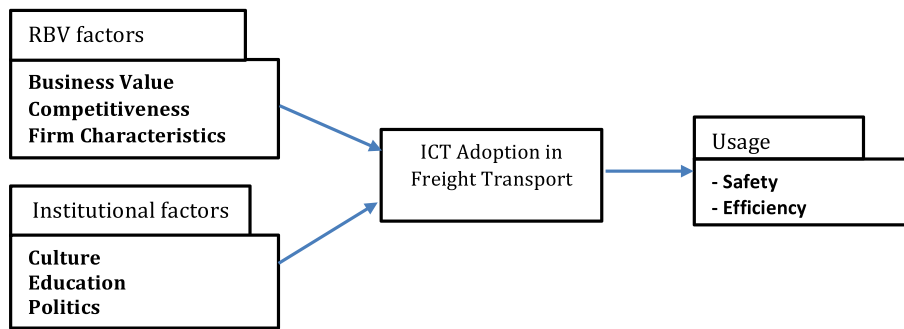 RBV factors
Business Value
Competitiveness
Firm Characteristics
Institutional factors
Culture
Education
Politics
ICT Adoption in
Freight Transport
Usage
- Safety
- Efficiency